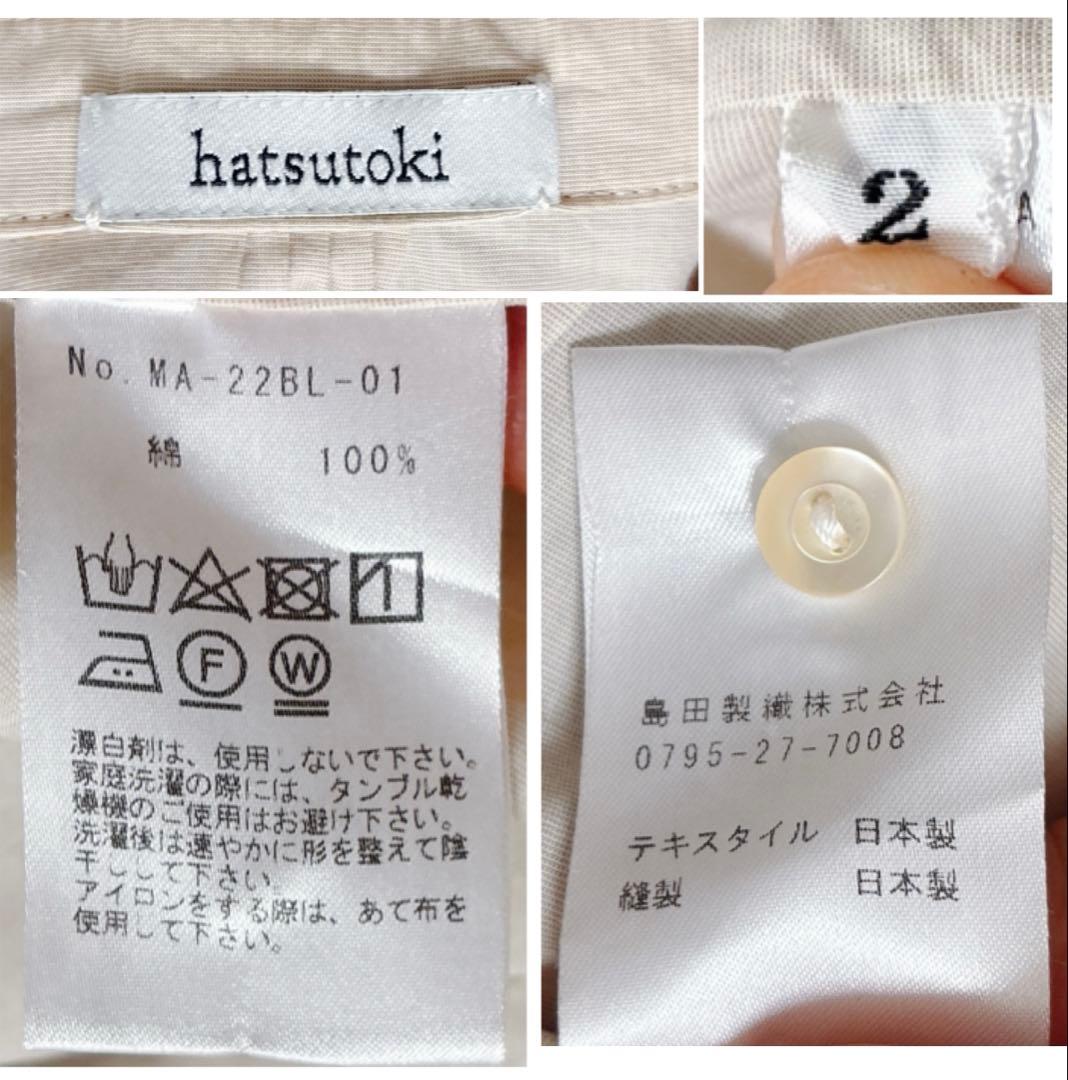 hatsutoki
2
A
No. MA-22BL-01
綿 100%
F W
漂白剤は、使用しないで下さい。
家庭洗濯の際には、タンブル乾
燥機のご使用はお避け下さい。
洗濯後は速やかに形を整えて陰
干しして下さい。
アイロンをする際は、あて布を
使用して下さい。
島田製織株式会社
0795-27-7008
テキスタイル 日本製
縫製 日本製